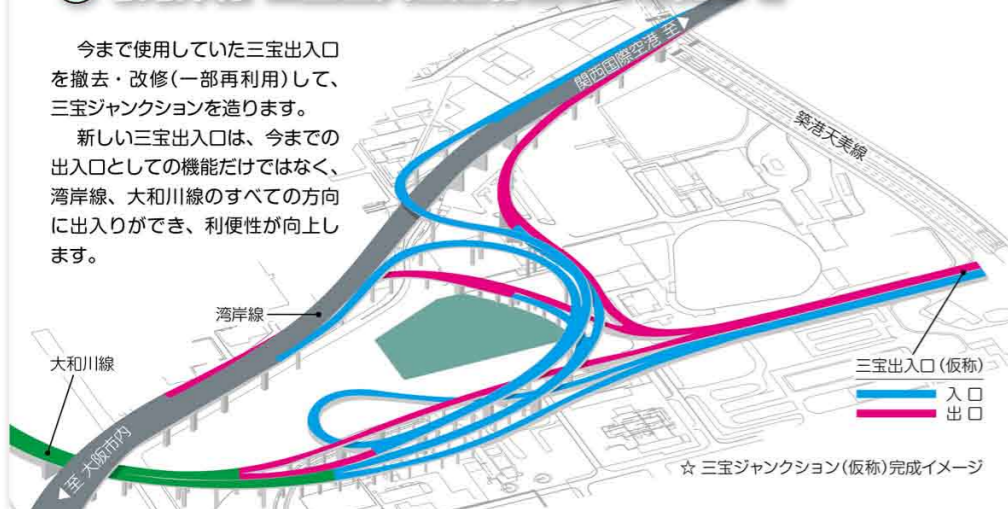 今まで使用していた三宝出入口
を撤去・改修(一部再利用)して、
三宝ジャンクションを造ります。
新しい三宝出入口は、今までの
出入口としての機能だけではなく、
湾岸線、大和川線のすべての方向
に出入りができ、利便性が向上し
ます。
関西国際空港 至▶
築港天美線
湾岸線
大和川線
◀至 大阪市内
三宝出入口(仮称)
入口
出口
☆ 三宝ジャンクション(仮称)完成イメージ